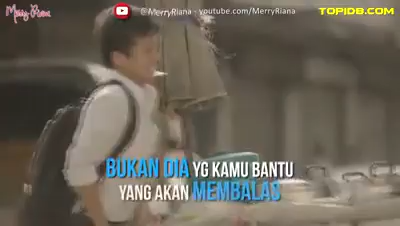 Merry Riana
@MerryRiana - youtube.com/MerryRiana
TOPIDB.COM
BUKAN DIA YG KAMU BANTU
YANG AKAN MEMBALAS